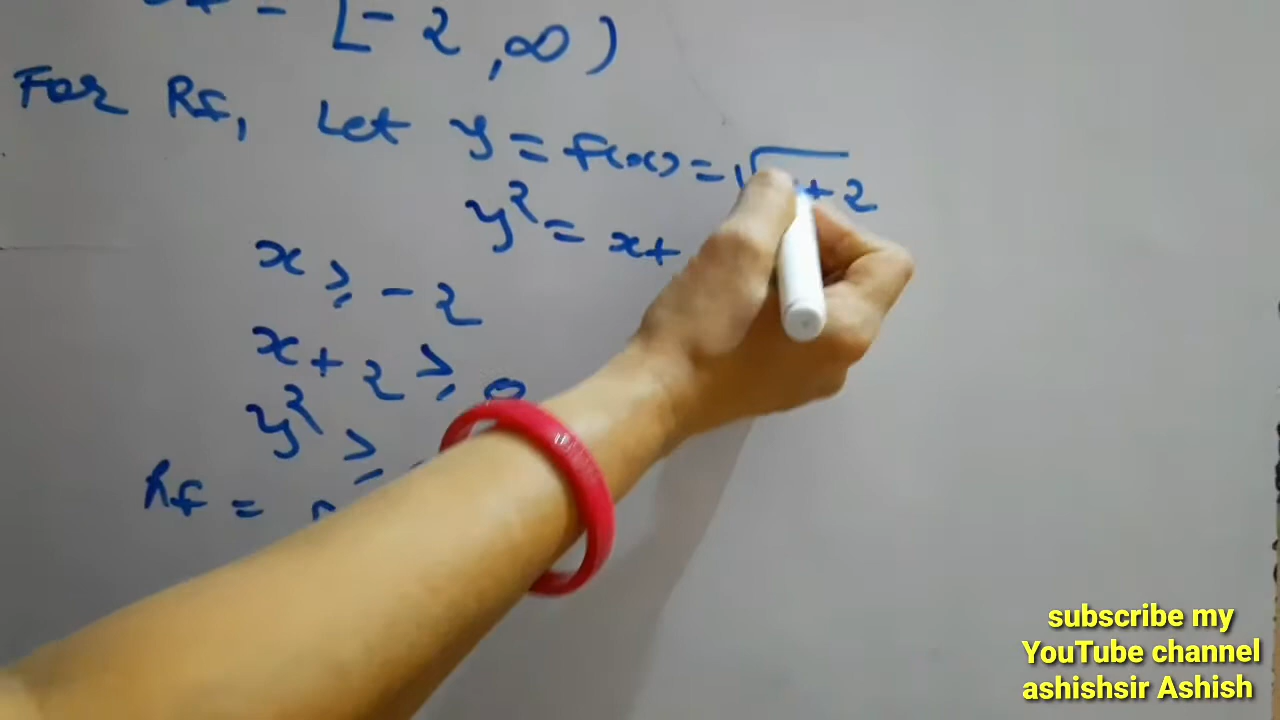 [-2, ∞)
For Rf, Let y = f(x) = √x+2
y² = x+
x ≥ -2
x + 2 ≥ 0
y² ≥
Rf = [
subscribe my
YouTube channel
ashishsir Ashish